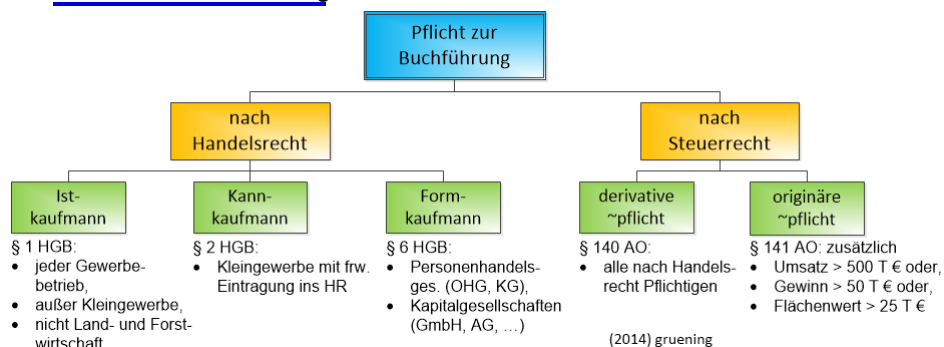 Pflicht zur
Buchführung
nach
Handelsrecht
nach
Steuerrecht
Ist-
kaufmann
Kann-
kaufmann
Form-
kaufmann
derivative
~pflicht
originäre
~pflicht
§ 1 HGB:
• jeder Gewerbe-
betrieb,
• außer Kleingewerbe,
• nicht Land- und Forst-
wirtschaft
§ 2 HGB:
• Kleingewerbe mit frw.
Eintragung ins HR
§ 6 HGB:
• Personenhandels-
ges. (OHG, KG),
• Kapitalgesellschaften
(GmbH, AG, …)
§ 140 AO:
• alle nach Handels-
recht Pflichtigen
§ 141 AO: zusätzlich
• Umsatz > 500 T € oder,
• Gewinn > 50 T € oder,
• Flächenwert > 25 T €
(2014) gruening